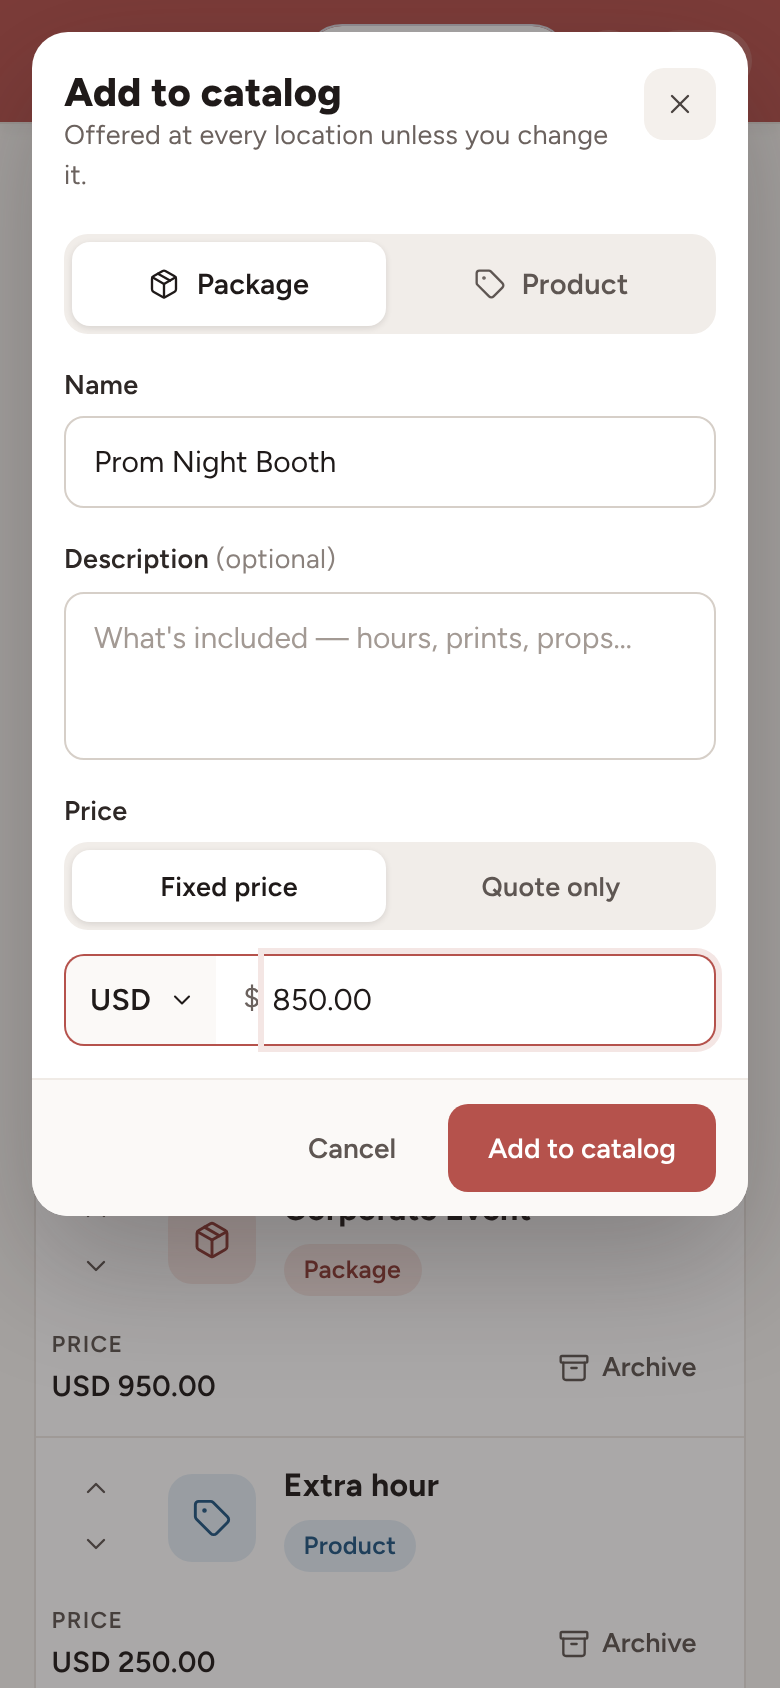 Add to catalog
Offered at every location unless you change
it.
Package
Product
Name
Prom Night Booth
Description (optional)
What's included — hours, prints, props...
Price
Fixed price
Quote only
USD
$ 850.00
Cancel
Add to catalog
Corporate Event
Package
PRICE
USD 950.00
Archive
Extra hour
Product
PRICE
USD 250.00
Archive